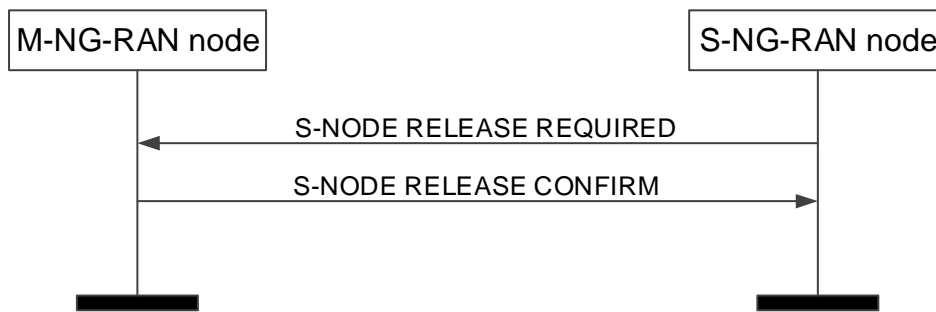 M-NG-RAN node
S-NG-RAN node
S-NODE RELEASE REQUIRED
S-NODE RELEASE CONFIRM